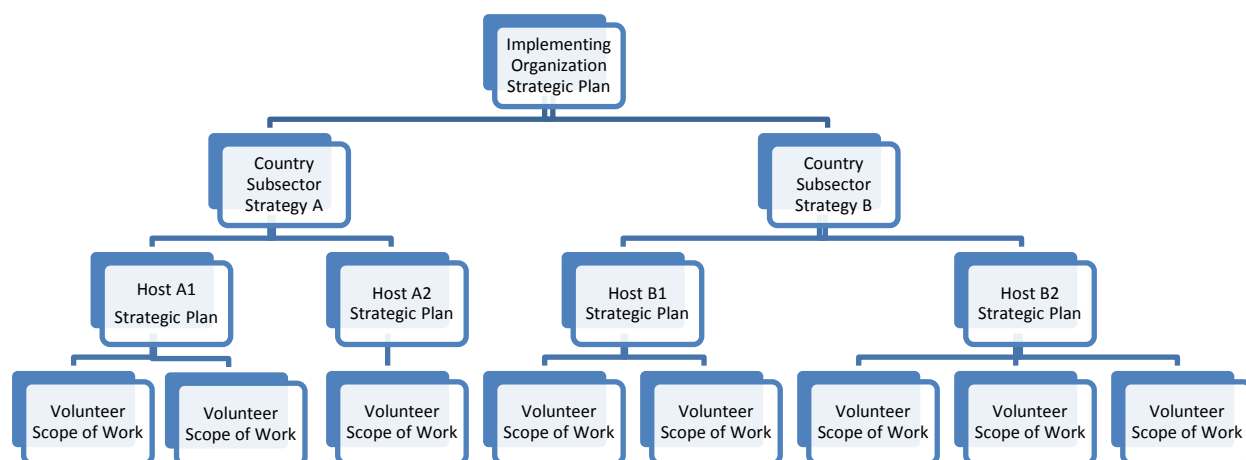 Implementing
Organization
Strategic Plan
Country
Subsector
Strategy A
Country
Subsector
Strategy B
Host A1
Strategic Plan
Host A2
Strategic Plan
Host B1
Strategic Plan
Host B2
Strategic Plan
Volunteer
Scope of Work
Volunteer
Scope of Work
Volunteer
Scope of Work
Volunteer
Scope of Work
Volunteer
Scope of Work
Volunteer
Scope of Work
Volunteer
Scope of Work
Volunteer
Scope of Work